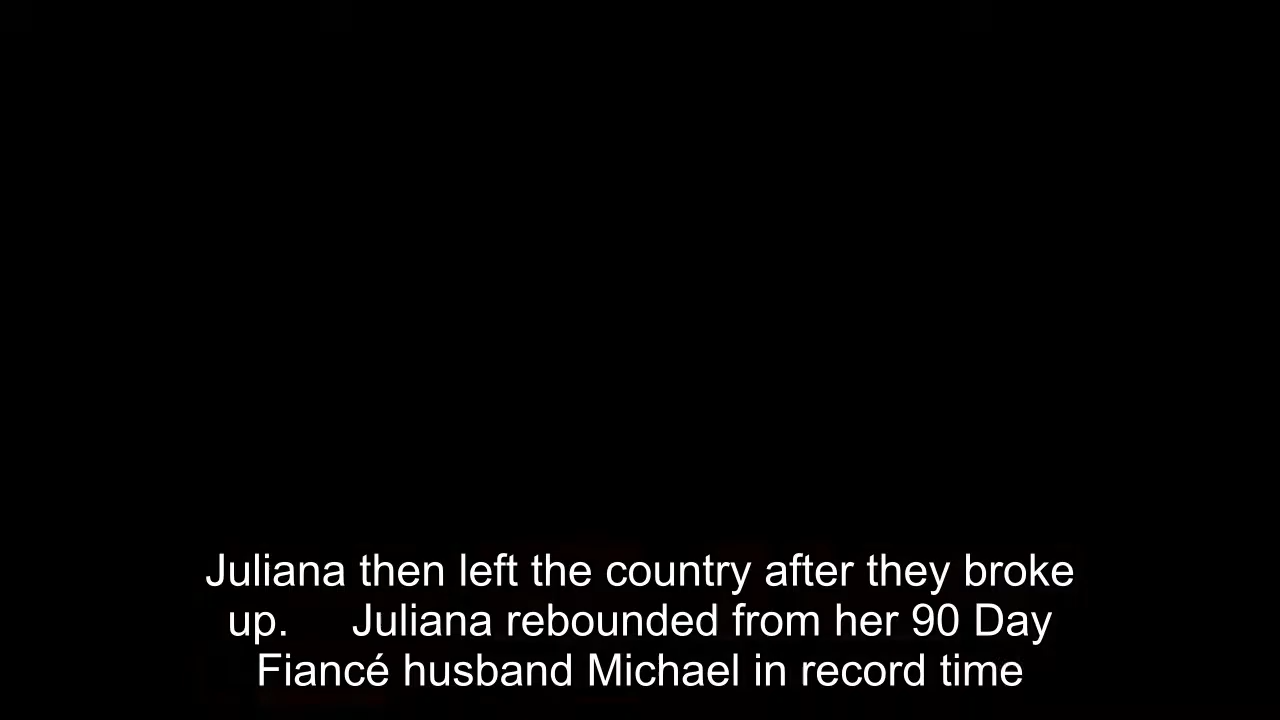 Juliana then left the country after they broke
up.      Juliana rebounded from her 90 Day
Fiancé husband Michael in record time